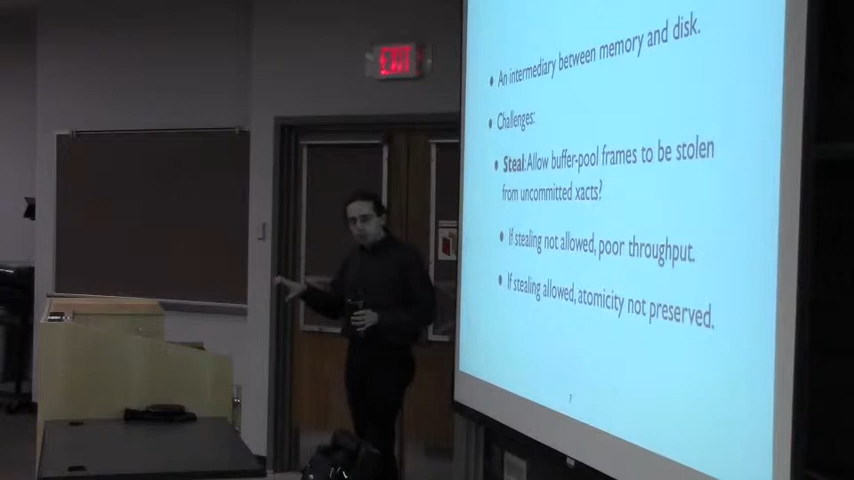 EXIT
• An intermediary between memory and disk.
• Challenges:
• Steal: Allow buffer-pool frames to be stolen
from uncommitted xacts?
• If stealing not allowed, poor throughput.
• If stealing allowed, atomicity not preserved.